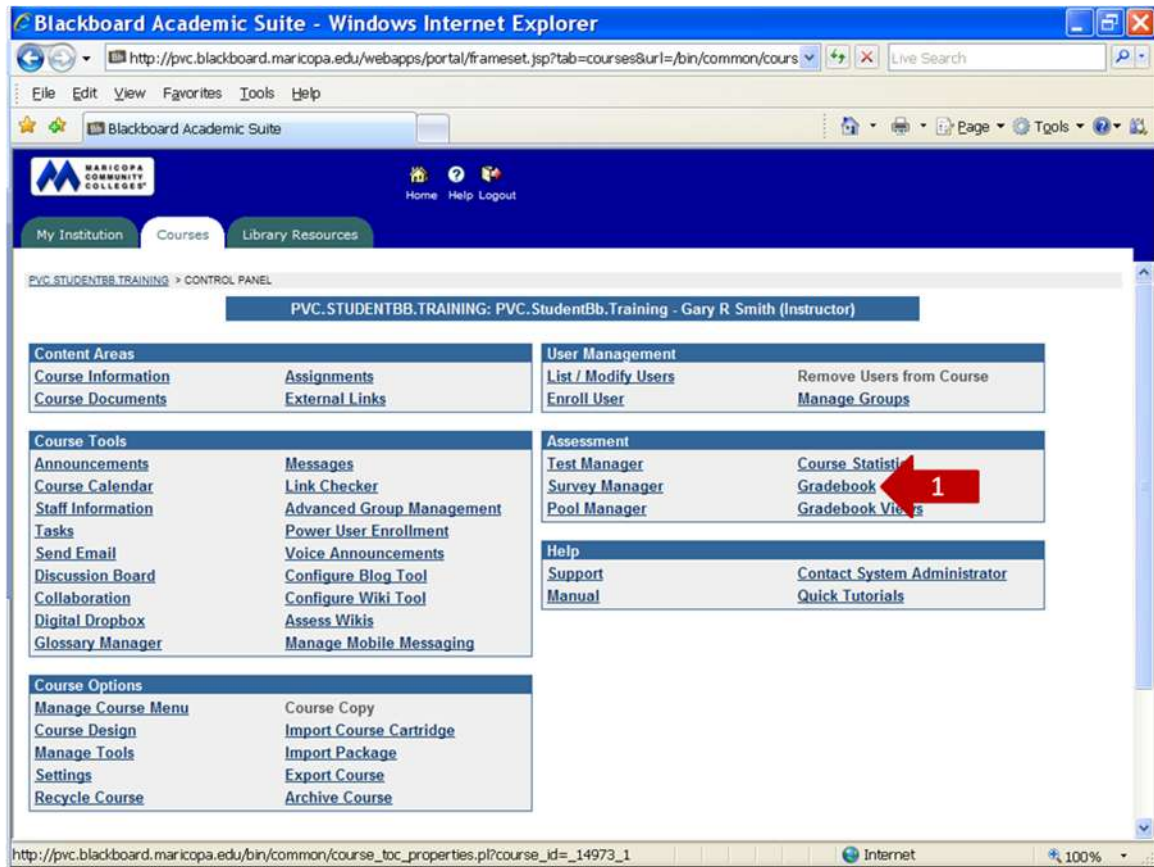 Blackboard Academic Suite - Windows Internet Explorer
http://pvc.blackboard.maricopa.edu/webapps/portal/frameset.jsp?tab=courses&url=/bin/common/cours
Live Search
File Edit View Favorites Tools Help
Blackboard Academic Suite
Page Tools
MARICOPA
COMMUNITY
COLLEGES
Home Help Logout
My Institution Courses Library Resources
PVC.STUDENTBB.TRAINING > CONTROL PANEL
PVC.STUDENTBB.TRAINING: PVC.StudentBb.Training - Gary R Smith (Instructor)
Content Areas
Course Information Assignments
Course Documents External Links
User Management
List / Modify Users Remove Users from Course
Enroll User Manage Groups
Course Tools
Announcements Messages
Course Calendar Link Checker
Staff Information Advanced Group Management
Tasks Power User Enrollment
Send Email Voice Announcements
Discussion Board Configure Blog Tool
Collaboration Configure Wiki Tool
Digital Dropbox Assess Wikis
Glossary Manager Manage Mobile Messaging
Assessment
Test Manager Course Statisti
Survey Manager Gradebook 1
Pool Manager Gradebook Views
Help
Support Contact System Administrator
Manual Quick Tutorials
Course Options
Manage Course Menu Course Copy
Course Design Import Course Cartridge
Manage Tools Import Package
Settings Export Course
Recycle Course Archive Course
http://pvc.blackboard.maricopa.edu/bin/common/course_toc_properties.pl?course_id=_14973_1 Internet 100%